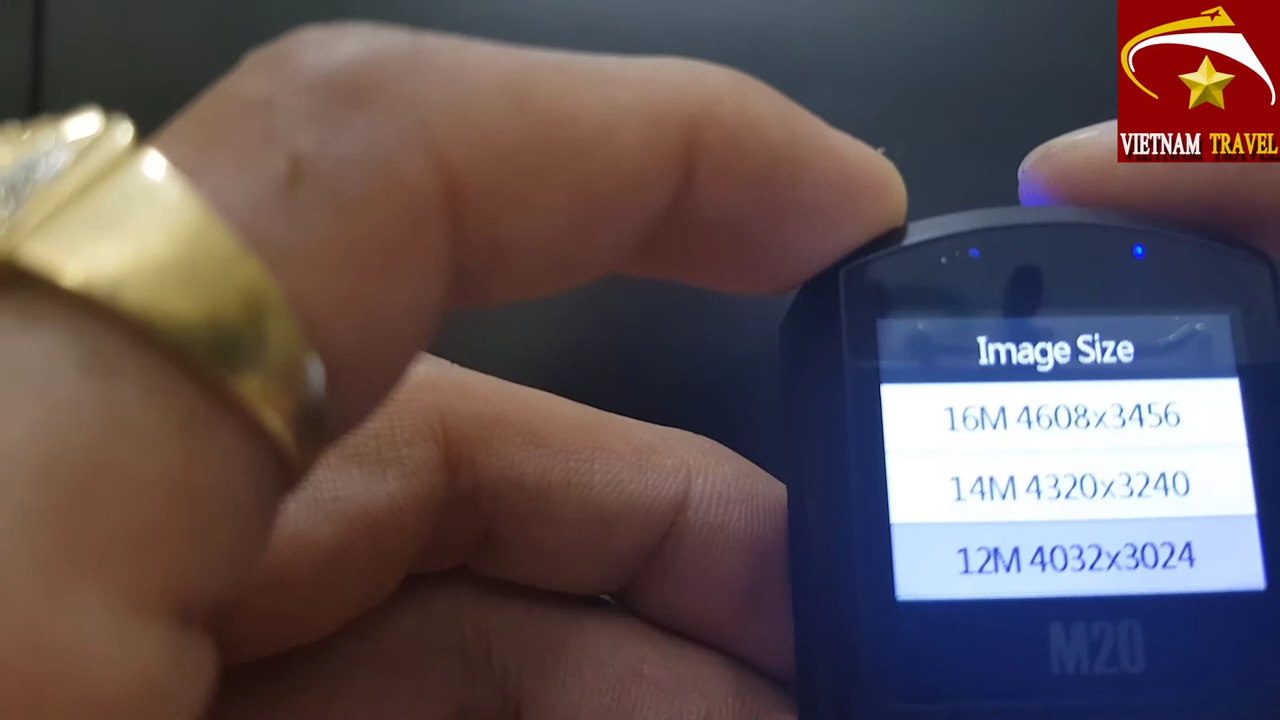 VIETNAM TRAVEL
Image Size
16M 4608x3456
14M 4320x3240
12M 4032x3024
M20